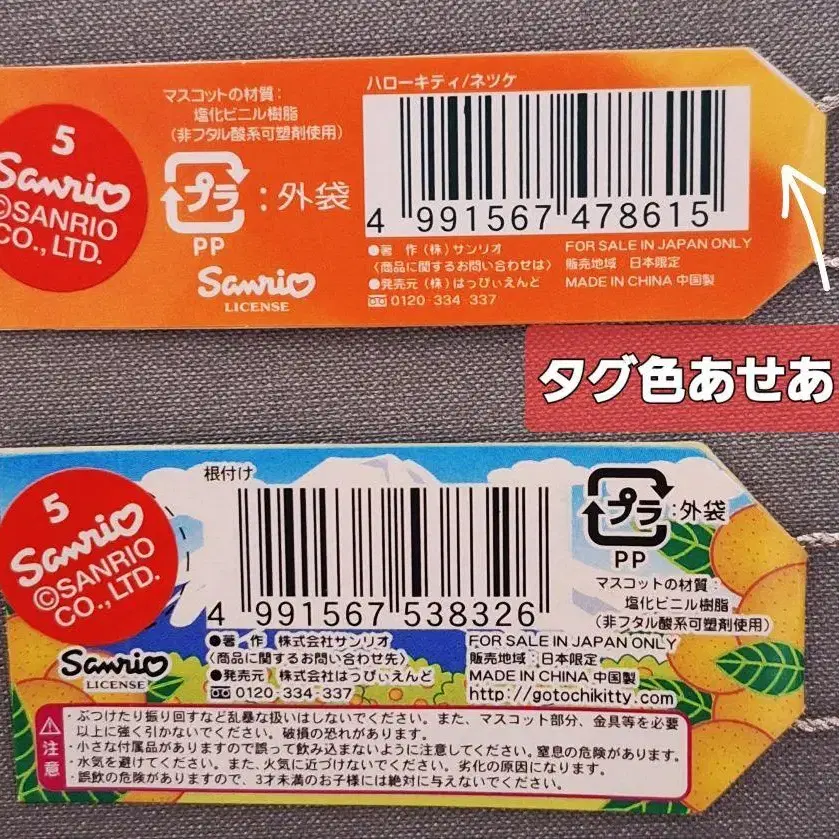 5
Sanrio
©SANRIO
CO., LTD.
マスコットの材質:
塩化ビニル樹脂
(非フタル酸系可塑剤使用)
プラ
:外袋
PP
Sanrio
LICENSE
ハローキティ/ネツケ
4 991567 478615
●著 作 (株)サンリオ
〈商品に関するお問い合わせは〉
●発売元 (株)はっぴぃえんど
0120-334-337
FOR SALE IN JAPAN ONLY
販売地域 日本限定
MADE IN CHINA 中国製
タグ色あせあ
5
Sanrio
©SANRIO
CO., LTD.
根付け
4 991567 538326
プラ
:外袋
PP
マスコットの材質:
塩化ビニル樹脂
(非フタル酸系可塑剤使用)
Sanrio
LICENSE
●著 作 株式会社サンリオ
〈商品に関するお問い合わせ先〉
●発売元 株式会社はっぴぃえんど
0120-334-337
FOR SALE IN JAPAN ONLY
販売地域:日本限定
MADE IN CHINA 中国製
http://gotochikitty.com
注意
・ぶつけたり振り回すなど乱暴な扱いはしないでください。また、マスコット部分、金具等を必要
以上に強く引かないでください。破損の恐れがあります。
・小さな付属品がありますので誤って飲み込まないように注意してください。窒息の危険があります。
・水気を避けてください。また、火気に近づけないでください。劣化の原因になります。
・誤飲の危険がありますので、3才未満のお子様には絶対に与えないでください。